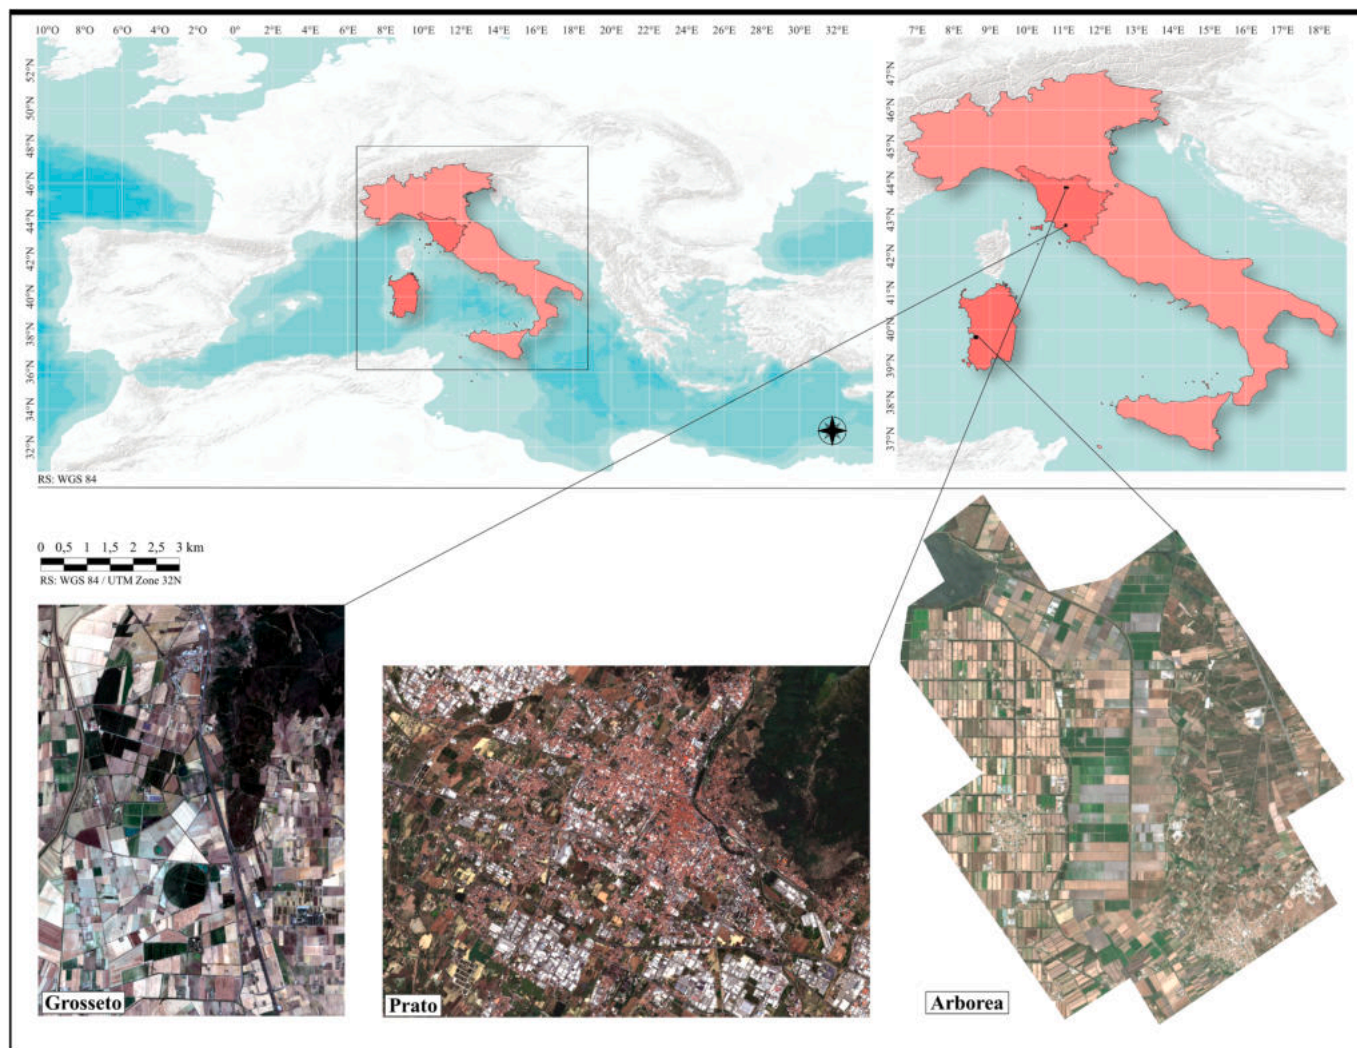 10°O 8°O 6°O 4°O 2°O 0°E 2°E 4°E 6°E 8°E 10°E 12°E 14°E 16°E 18°E 20°E 22°E 24°E 26°E 28°E 30°E 32°E
7°E 8°E 9°E 10°E 11°E 12°E 13°E 14°E 15°E 16°E 17°E 18°E
52°N
50°N
48°N
46°N
44°N
42°N
40°N
38°N
36°N
34°N
32°N
47°N
46°N
45°N
44°N
43°N
42°N
41°N
40°N
39°N
38°N
37°N
RS: WGS 84
0 0,5 1 1,5 2 2,5 3 km
RS: WGS 84 / UTM Zone 32N
Grosseto
Prato
Arborea